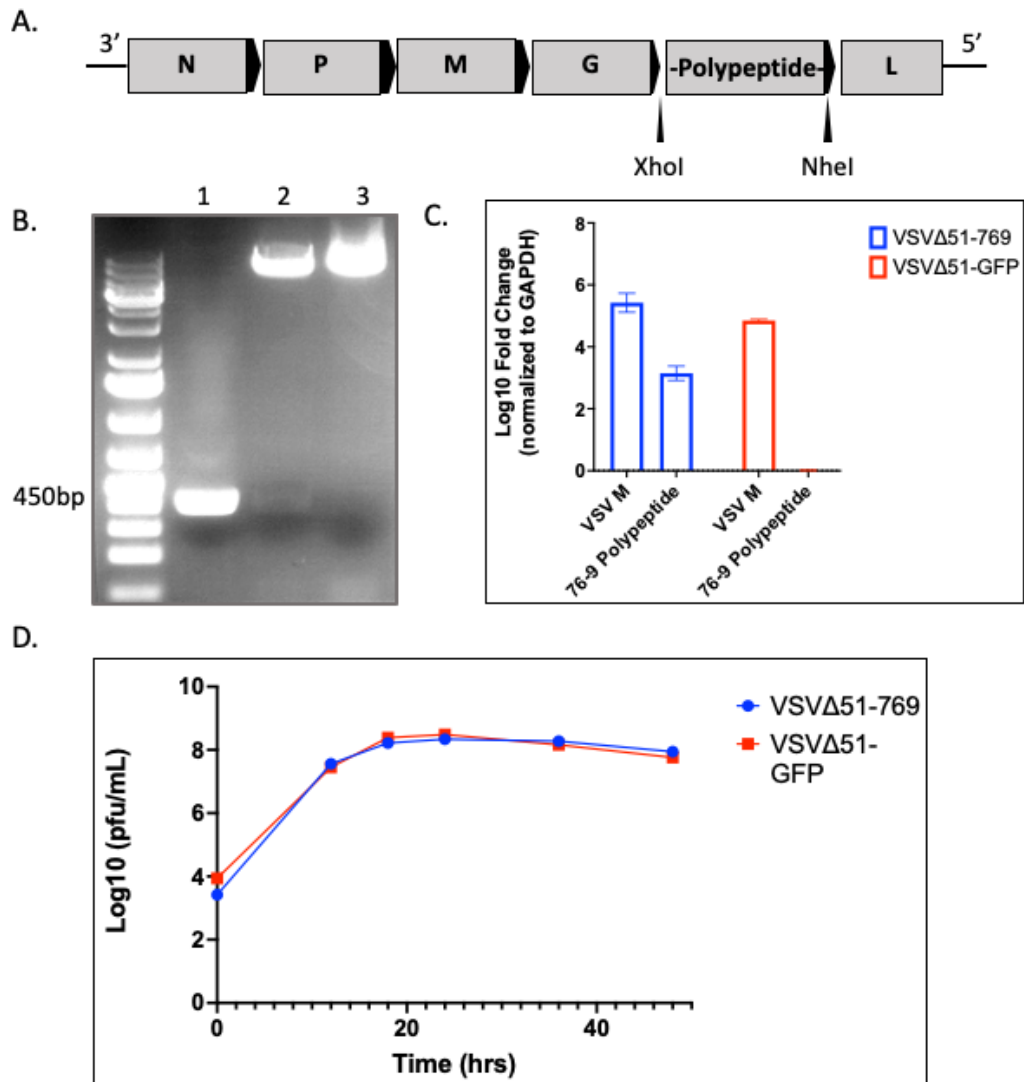 A.
3’ N P M G -Polypeptide- L 5’
XhoI NheI
B.
1 2 3
450bp
C.
Log10 Fold Change
(normalized to GAPDH)
8
6
4
2
0
VSV M
76-9 Polypeptide
VSV M
76-9 Polypeptide
VSVΔ51-769
VSVΔ51-GFP
D.
Log10 (pfu/mL)
10
8
6
4
2
0
0 20 40
Time (hrs)
VSVΔ51-769
VSVΔ51-
GFP